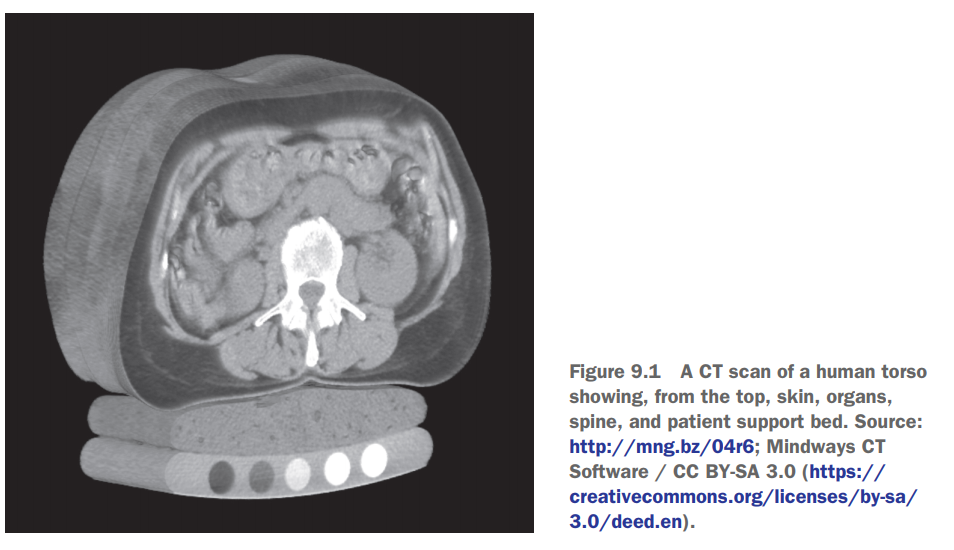 Figure 9.1 A CT scan of a human torso
showing, from the top, skin, organs,
spine, and patient support bed. Source:
http://mng.bz/04r6; Mindways CT
Software / CC BY-SA 3.0 (https://
creativecommons.org/licenses/by-sa/
3.0/deed.en).